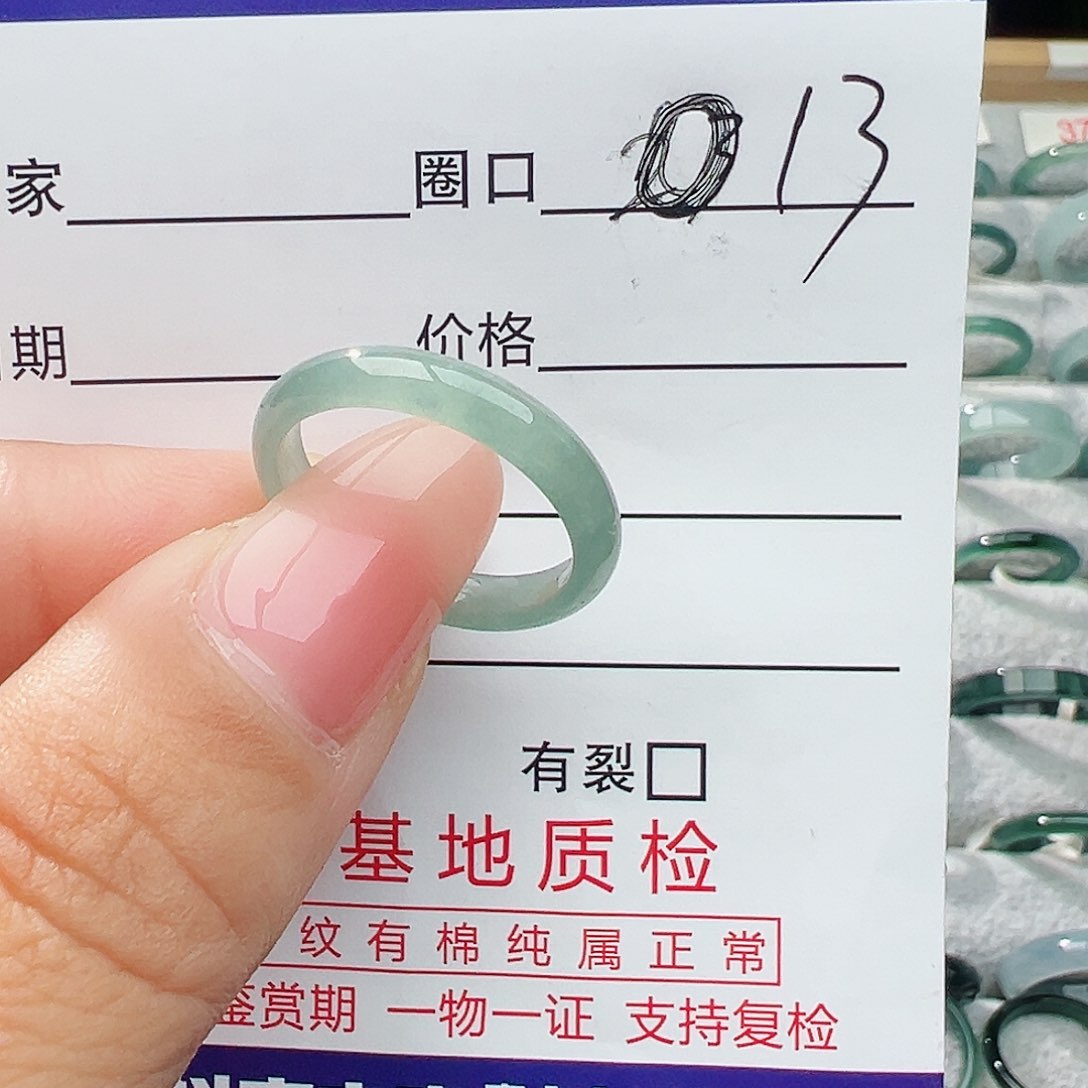 家 圈口 013
期 价格
有裂
基地质检
纹有棉纯属正常
鉴赏期 一物一证 支持复检